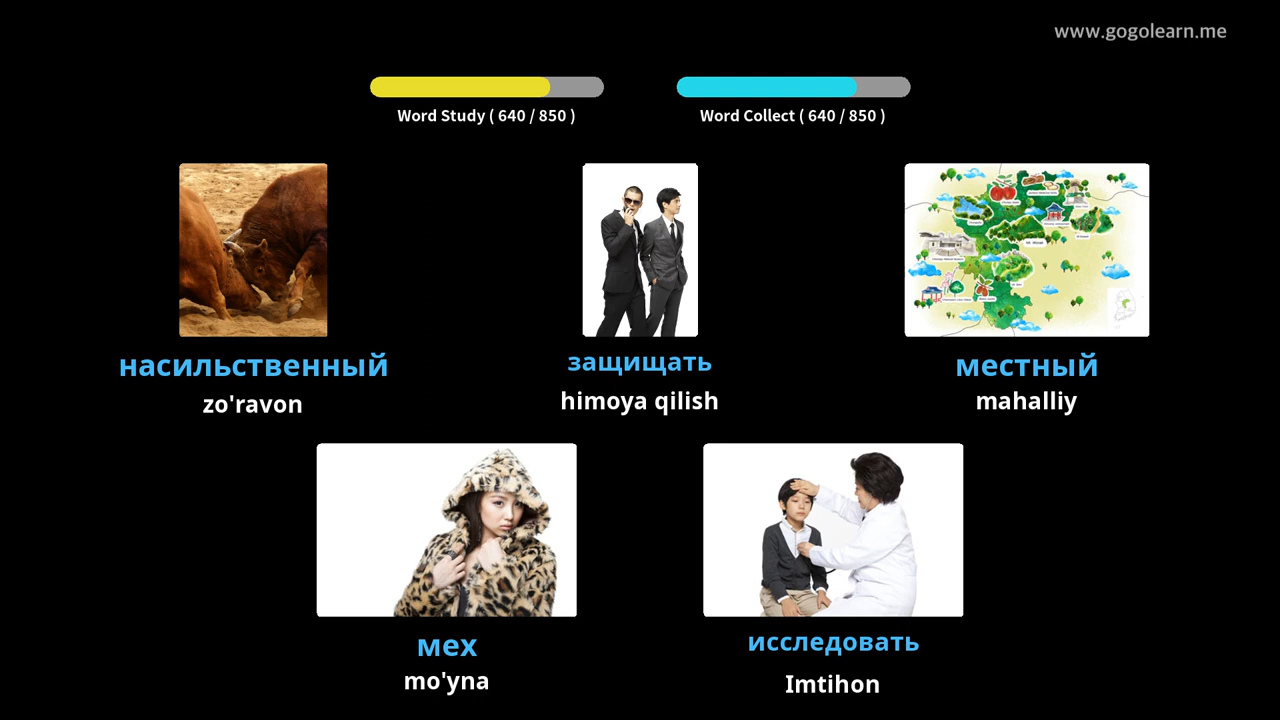 www.gogolearn.me
Word Study ( 640 / 850 )
Word Collect ( 640 / 850 )
насильственный
zo'ravon
защищать
himoya qilish
местный
mahalliy
мех
mo'yna
исследовать
Imtihon